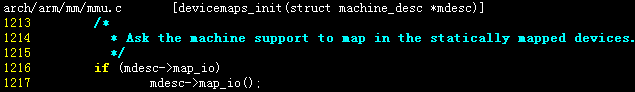 arch/arm/mm/mmu.c [devicemaps_init(struct machine_desc *mdesc)]
1213 /*
1214 * Ask the machine support to map in the statically mapped devices.
1215 */
1216 if (mdesc->map_io)
1217 mdesc->map_io();